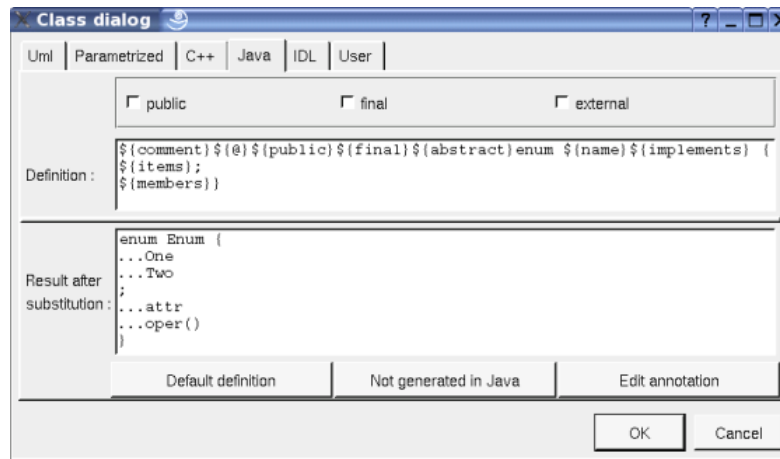 Class dialog ? _
Uml Parametrized C++ Java IDL User
public final external
Definition :
${comment}${@}${public}${final}${abstract}enum ${name}${implements} {
${items};
${members}}
Result after
substitution :
enum Enum {
...One
...Two
;
...attr
...oper()
}
Default definition Not generated in Java Edit annotation
OK Cancel